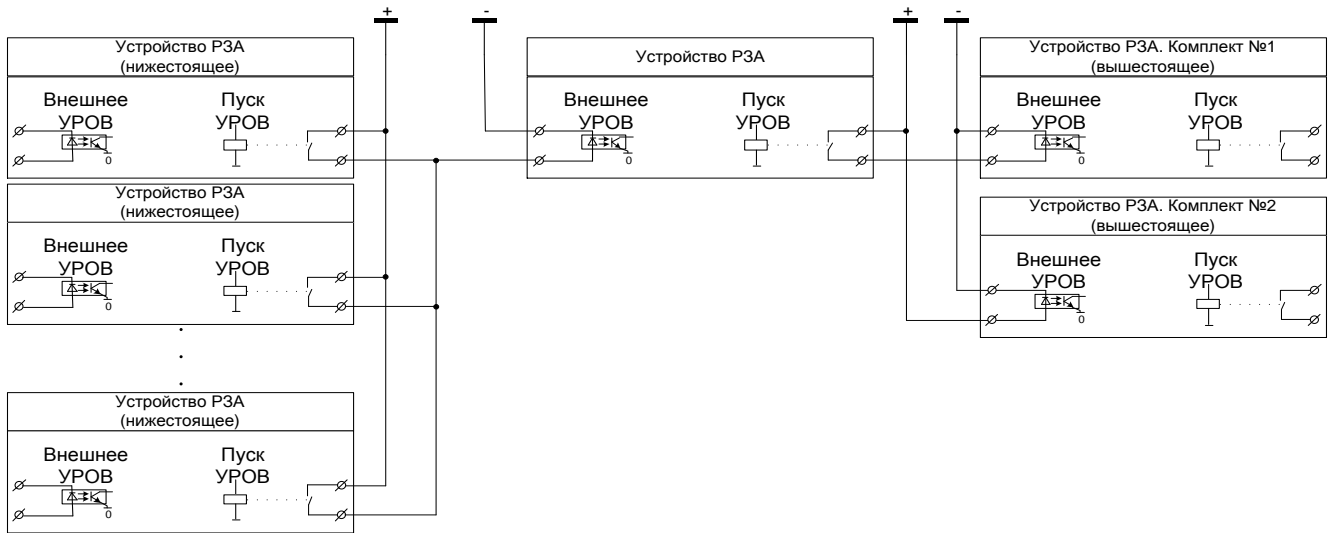 +
-
+
-
Устройство РЗА
(нижестоящее)
Внешнее
УРОВ
Пуск
УРОВ
0
Устройство РЗА
(нижестоящее)
Внешнее
УРОВ
Пуск
УРОВ
0
.
.
.
Устройство РЗА
(нижестоящее)
Внешнее
УРОВ
Пуск
УРОВ
0
Устройство РЗА
Внешнее
УРОВ
Пуск
УРОВ
0
Устройство РЗА. Комплект №1
(вышестоящее)
Внешнее
УРОВ
Пуск
УРОВ
0
Устройство РЗА. Комплект №2
(вышестоящее)
Внешнее
УРОВ
Пуск
УРОВ
0